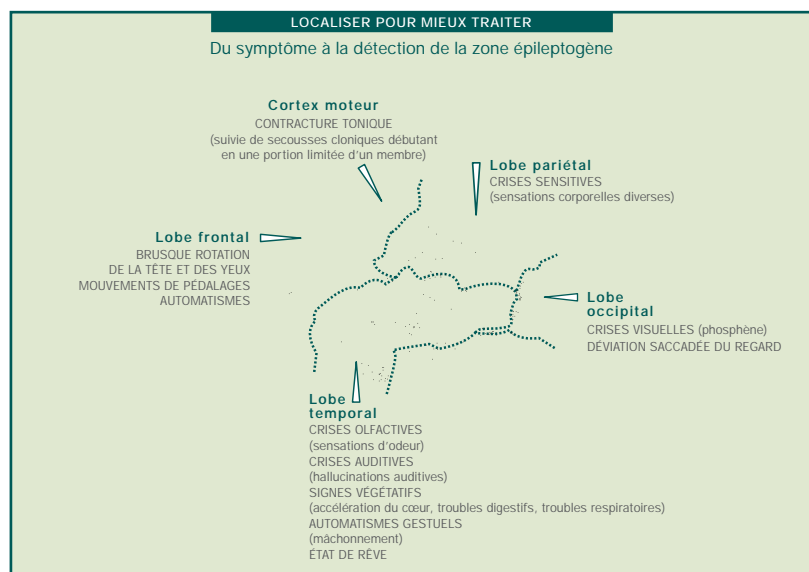 LOCALISER POUR MIEUX TRAITER
Du symptôme à la détection de la zone épileptogène
Cortex moteur
CONTRACTURE TONIQUE
(suivie de secousses cloniques débutant
en une portion limitée d'un membre)
Lobe pariétal
CRISES SENSITIVES
(sensations corporelles diverses)
Lobe frontal
BRUSQUE ROTATION
DE LA TÊTE ET DES YEUX
MOUVEMENTS DE PÉDALAGES
AUTOMATISMES
Lobe
occipital
CRISES VISUELLES (phosphène)
DÉVIATION SACCADÉE DU REGARD
Lobe
temporal
CRISES OLFACTIVES
(sensations d'odeur)
CRISES AUDITIVES
(hallucinations auditives)
SIGNES VÉGÉTATIFS
(accélération du cœur, troubles digestifs, troubles respiratoires)
AUTOMATISMES GESTUELS
(mâchonnement)
ÉTAT DE RÊVE